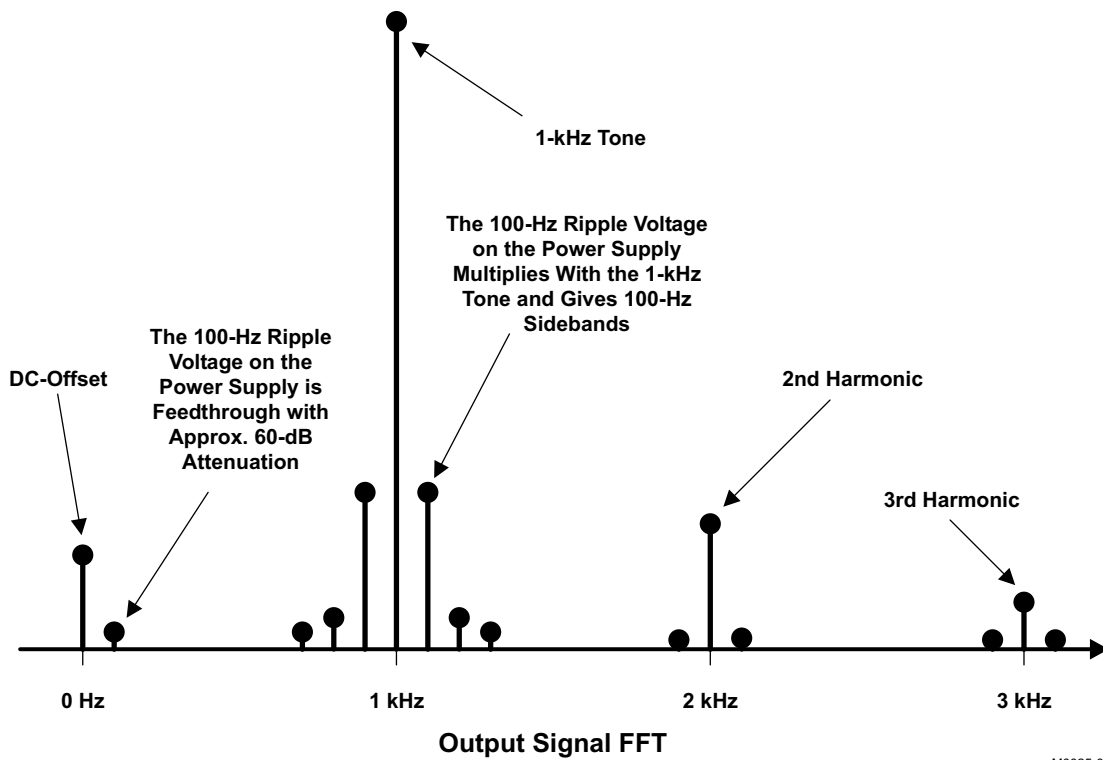 1-kHz Tone
The 100-Hz Ripple Voltage
on the Power Supply
Multiplies With the 1-kHz
Tone and Gives 100-Hz
Sidebands
The 100-Hz Ripple
Voltage on the
Power Supply is
Feedthrough with
Approx. 60-dB
Attenuation
DC-Offset
2nd Harmonic
3rd Harmonic
0 Hz
1 kHz
2 kHz
3 kHz
Output Signal FFT